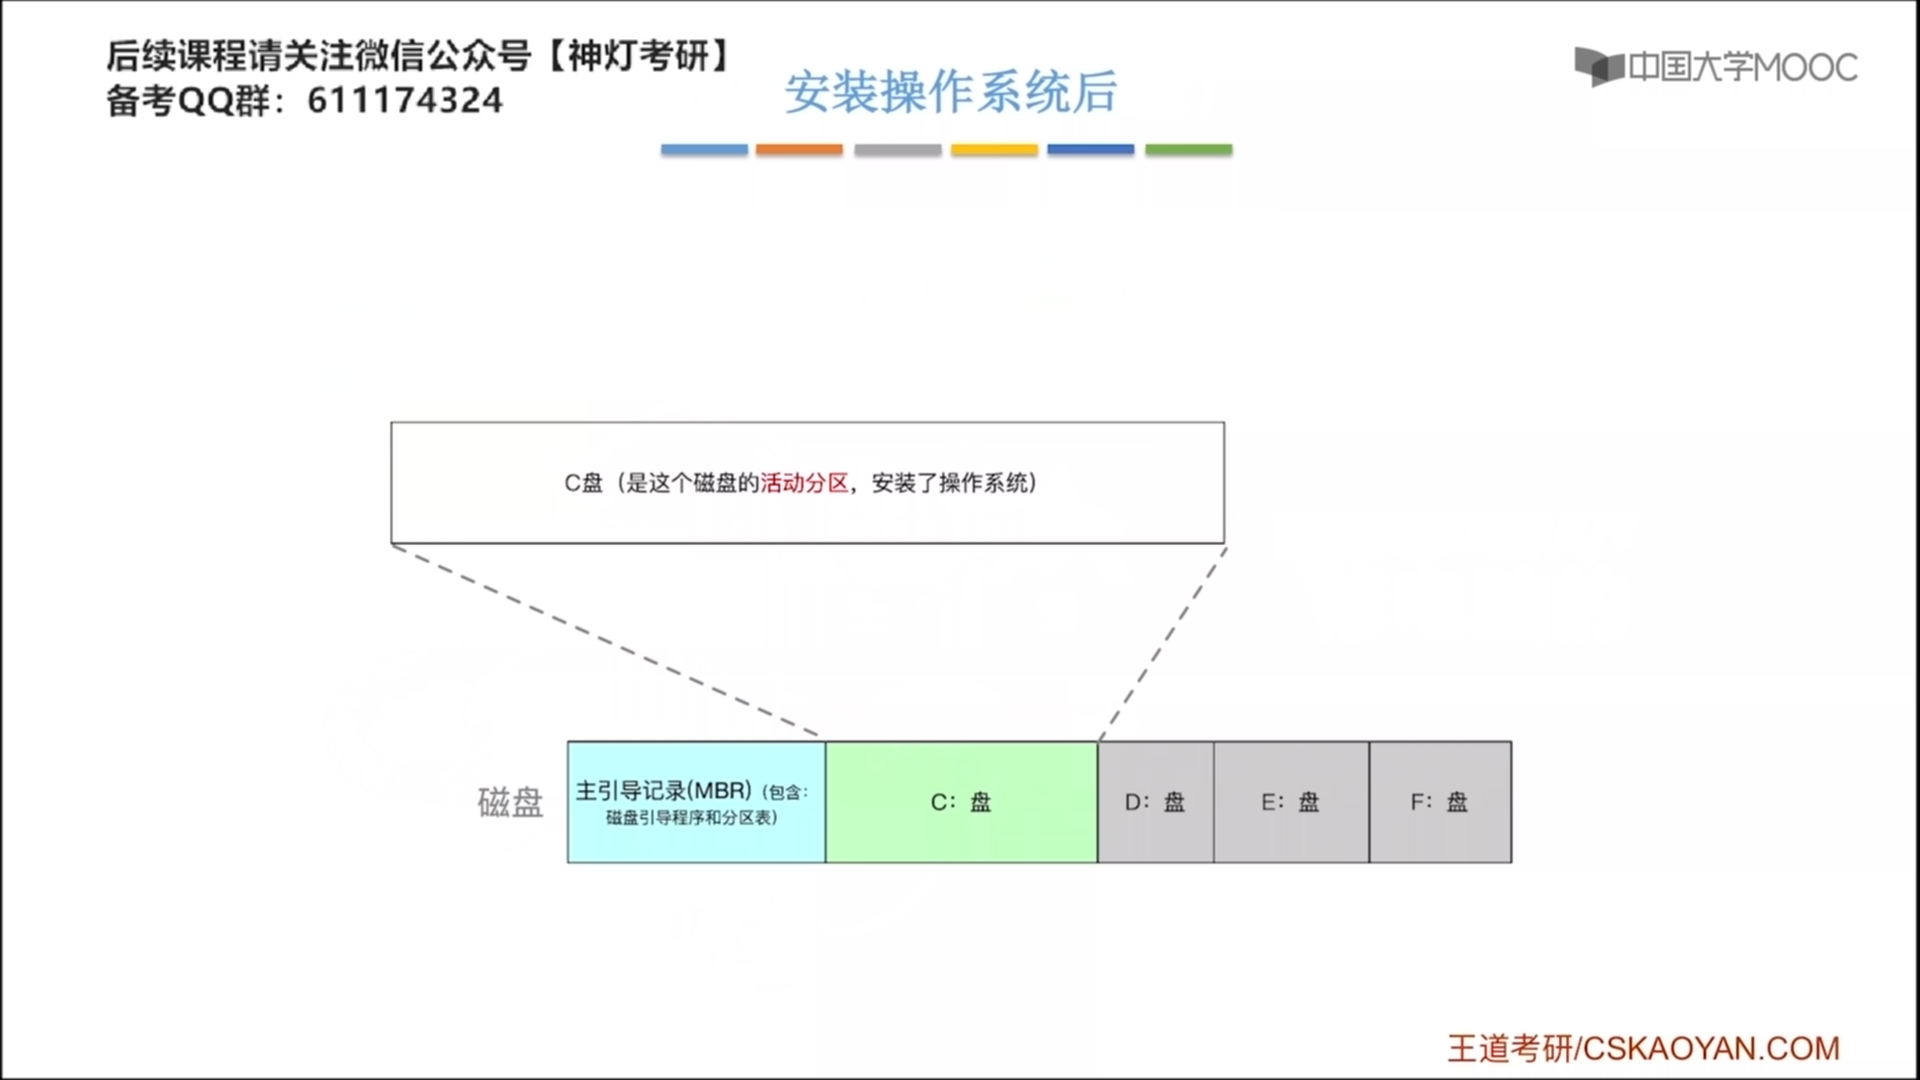 后续课程请关注微信公众号【神灯考研】
备考QQ群：611174324
安装操作系统后
中国大学MOOC
C盘（是这个磁盘的活动分区，安装了操作系统）
磁盘
主引导记录(MBR)（包含：
磁盘引导程序和分区表）
C：盘
D：盘
E：盘
F：盘
王道考研/CSKAOYAN.COM